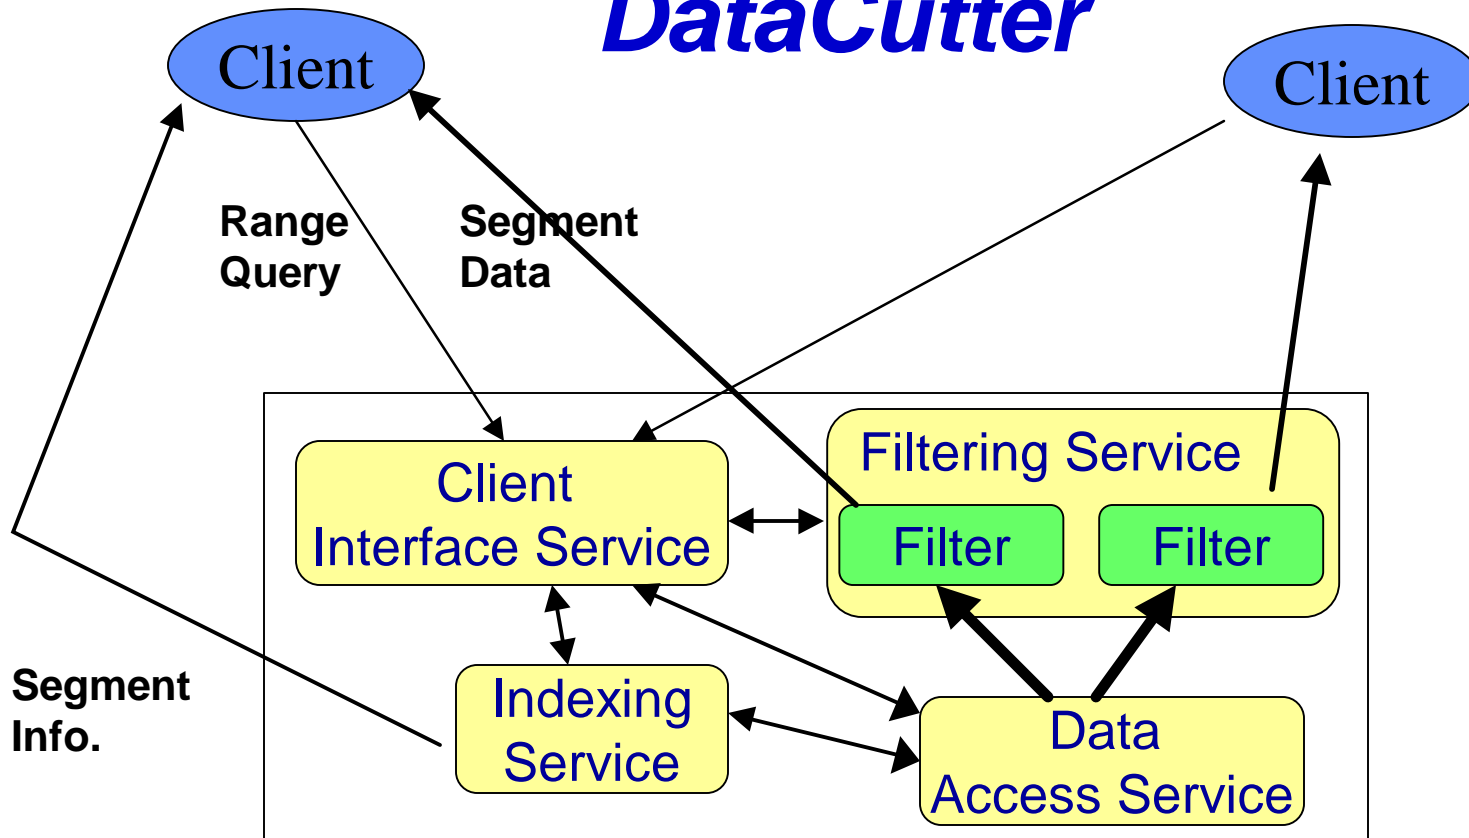 DataCutter
Client
Client
Range
Query
Segment
Data
Client
Interface Service
Filtering Service
Filter
Filter
Segment
Info.
Indexing
Service
Data
Access Service